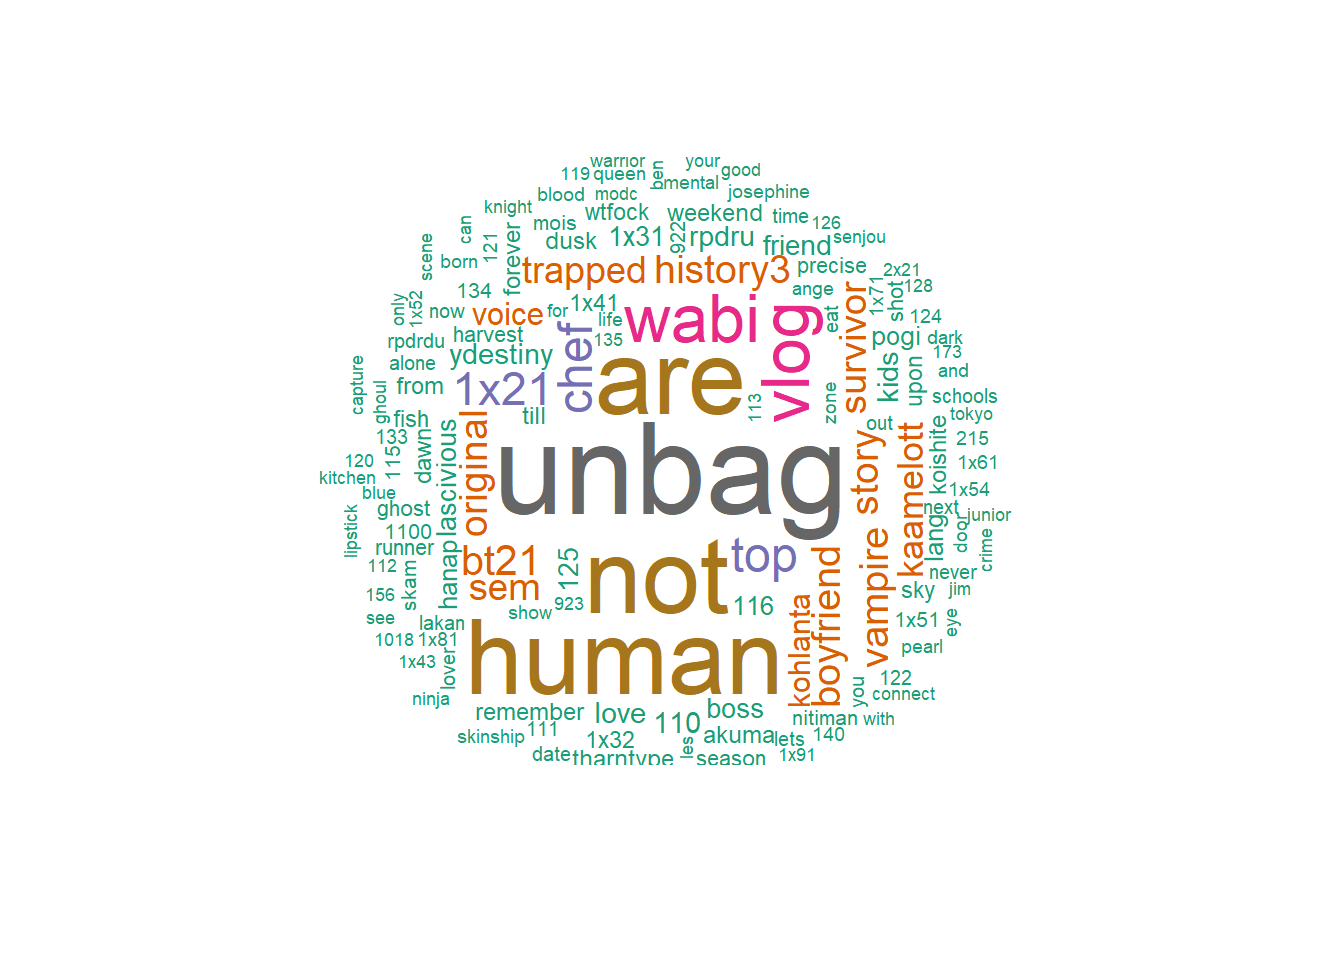 warrior your
119 queen ben good
blood modc mental josephine
knight mois wtfock weekend time 126
can 121 forever dusk 1x31 922 rpdru friend senjou
scene born trapped history3 precise 2x21
134 1x41 ange 1x71 shot 128
only 1x52 now voice for life wabi vlog eat survivor 124
rpdrdu harvest chef 135 pogi dark
alone ydestiny are kids upon 173
capture ghoul from 1x21 113 zone and schools
fish till out tokyo
133 115 dawn lascivious original unbag story kaamelott koishite 215
120 1x61
kitchen blue 1x54
lipstick ghost next junior
1100 lang door crime
runner hanap bt21 125 not top boyfriend vampire never
112 skam sem sky jim
156 show 923 116 kohlanta
see lakan human 1x51 eye
1018 1x81 pearl
1x43 lover 122
ninja you connect
remember love 110 boss nitiman with
skinship 111 1x32 les akuma lets 140
date tharntype season 1x91